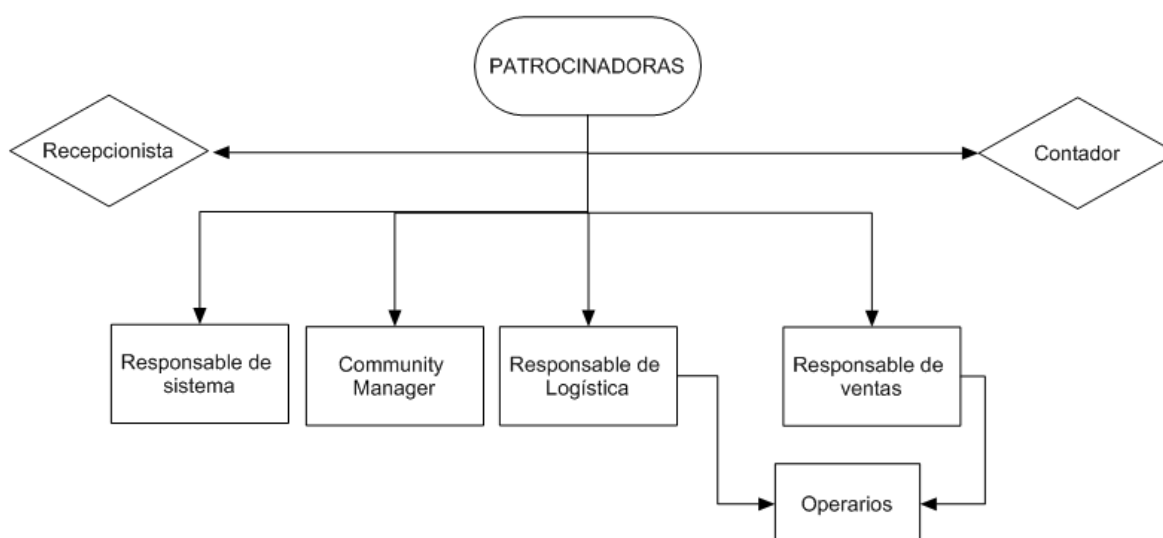 PATROCINADORAS
Recepcionista
Contador
Responsable de
sistema
Community
Manager
Responsable de
Logística
Responsable de
ventas
Operarios